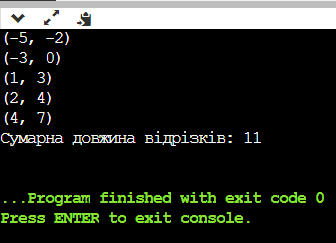 (-5, -2)
(-3, 0)
(1, 3)
(2, 4)
(4, 7)
Сумарна довжина відрізків: 11
...Program finished with exit code 0
Press ENTER to exit console.